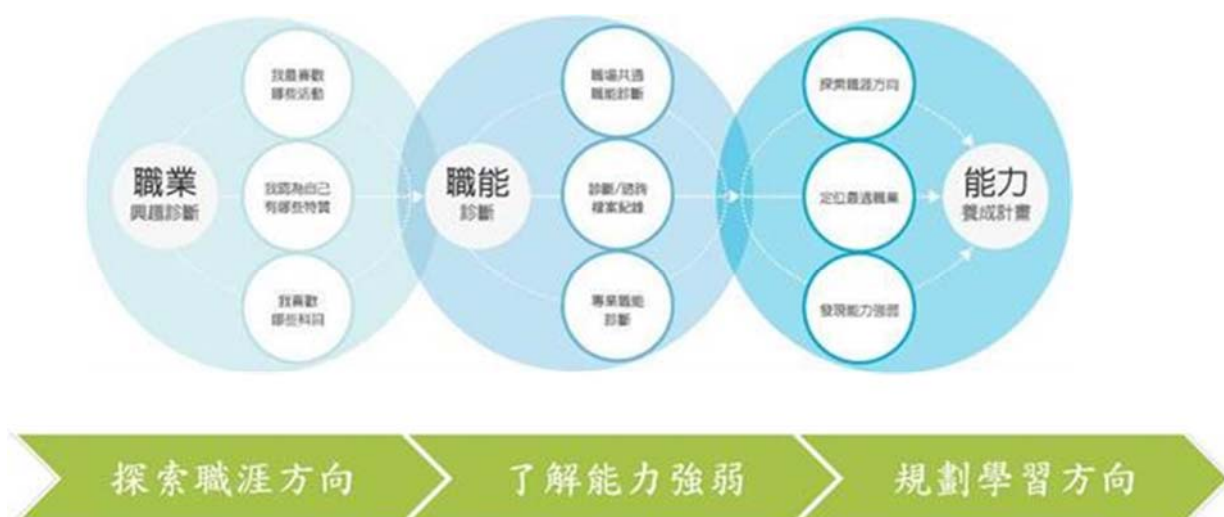 職業
興趣診斷
我最喜歡
哪些活動
我認為自己
有哪些特質
我喜歡
哪些科目
職能
診斷
職場共通
職能診斷
診斷/諮詢
檔案紀錄
專業職能
診斷
探索職涯方向
定位最適職業
發現能力強弱
能力
養成計畫
探索職涯方向
了解能力強弱
規劃學習方向